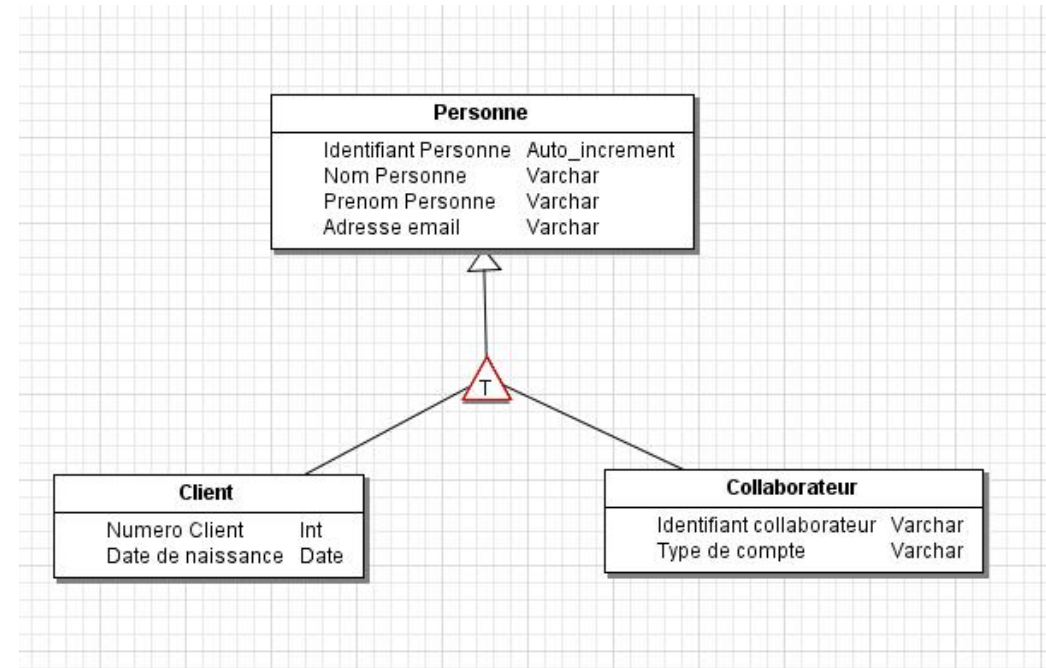 Personne
Identifiant Personne Auto_increment
Nom Personne Varchar
Prenom Personne Varchar
Adresse email Varchar
T
Client
Numero Client Int
Date de naissance Date
Collaborateur
Identifiant collaborateur Varchar
Type de compte Varchar